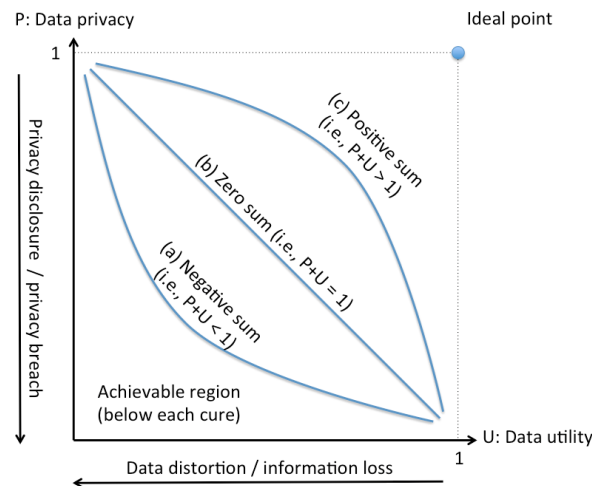 P: Data privacy
Ideal point
1
Privacy disclosure / privacy breach
(c) Positive sum
(i.e., P+U > 1)
(b) Zero sum (i.e., P+U = 1)
(a) Negative sum
(i.e., P+U < 1)
Achievable region
(below each cure)
U: Data utility
1
Data distortion / information loss